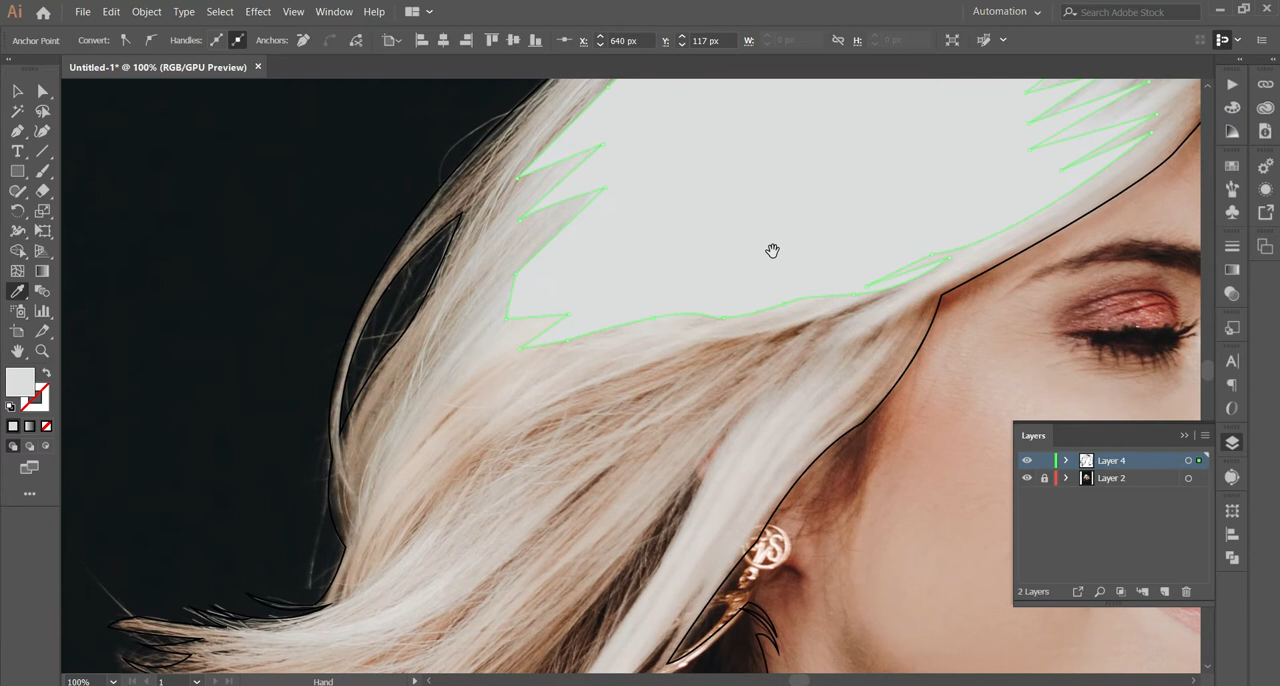 Ai File Edit Object Type Select Effect View Window Help Automation Search Adobe Stock
Anchor Point Convert: Handles: Anchors: X: 640 px Y: 117 px W: 0 px H: 0 px
Untitled-1* @ 100% (RGB/GPU Preview)
Layers
Layer 4
Layer 2
2 Layers
100% 1 Hand